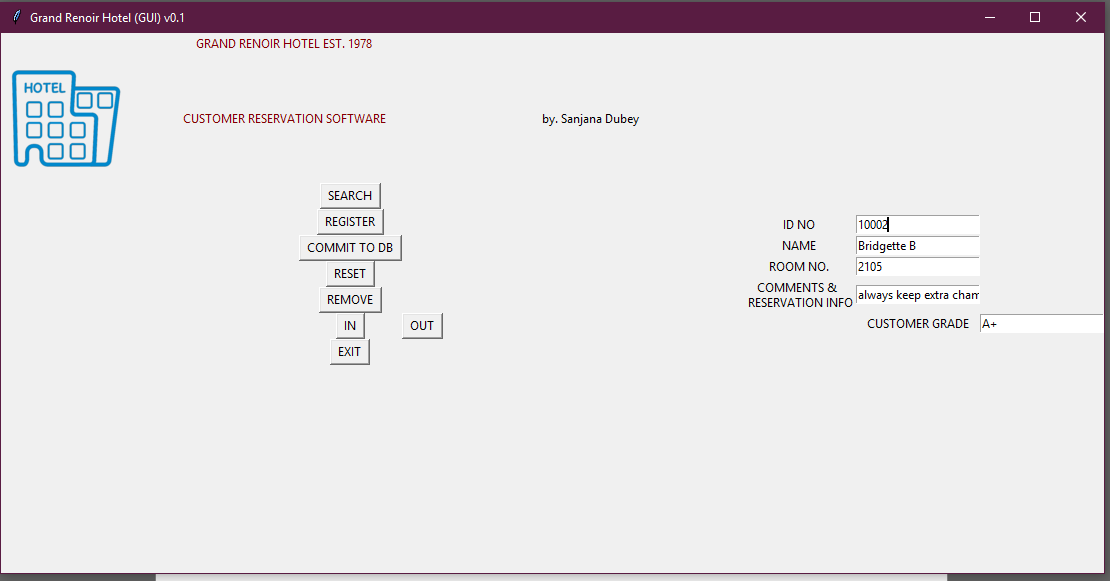 Grand Renoir Hotel (GUI) v0.1
GRAND RENOIR HOTEL EST. 1978
HOTEL
CUSTOMER RESERVATION SOFTWARE
by. Sanjana Dubey
SEARCH
REGISTER
COMMIT TO DB
RESET
REMOVE
IN OUT
EXIT
ID NO 10002
NAME Bridgette B
ROOM NO. 2105
COMMENTS &
RESERVATION INFO always keep extra cham
CUSTOMER GRADE A+